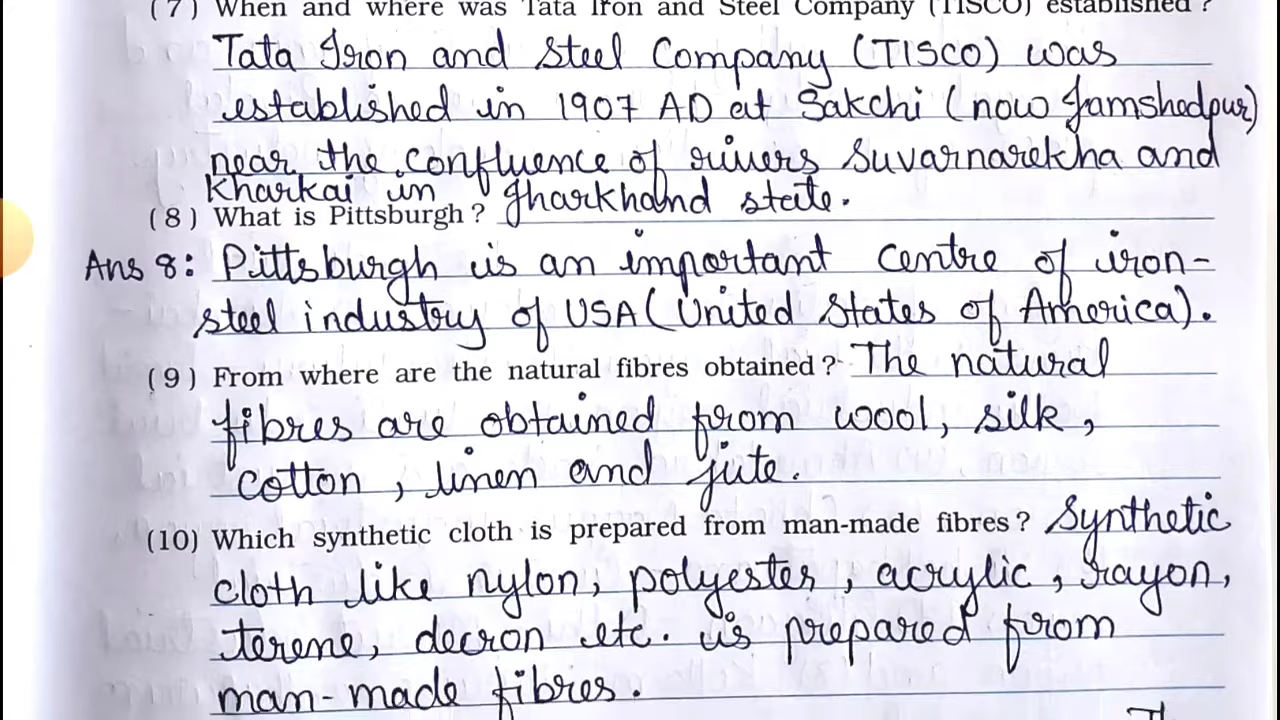 (7) When and where was Tata Iron and Steel Company (TISCO) established?
Tata Iron and Steel Company (TISCO) was
established in 1907 AD at Sakchi (now Jamshedpur)
near the confluence of rivers Suvarnarekha and
Kharkai in Jharkhand state.
(8) What is Pittsburgh?
Ans 8: Pittsburgh is an important centre of iron-
steel industry of USA (United States of America).
(9) From where are the natural fibres obtained? The natural
fibres are obtained from wool, silk,
cotton, linen and jute.
(10) Which synthetic cloth is prepared from man-made fibres? Synthetic
cloth like nylon, polyester, acrylic, rayon,
terene, decron etc. is prepared from
man-made fibres.